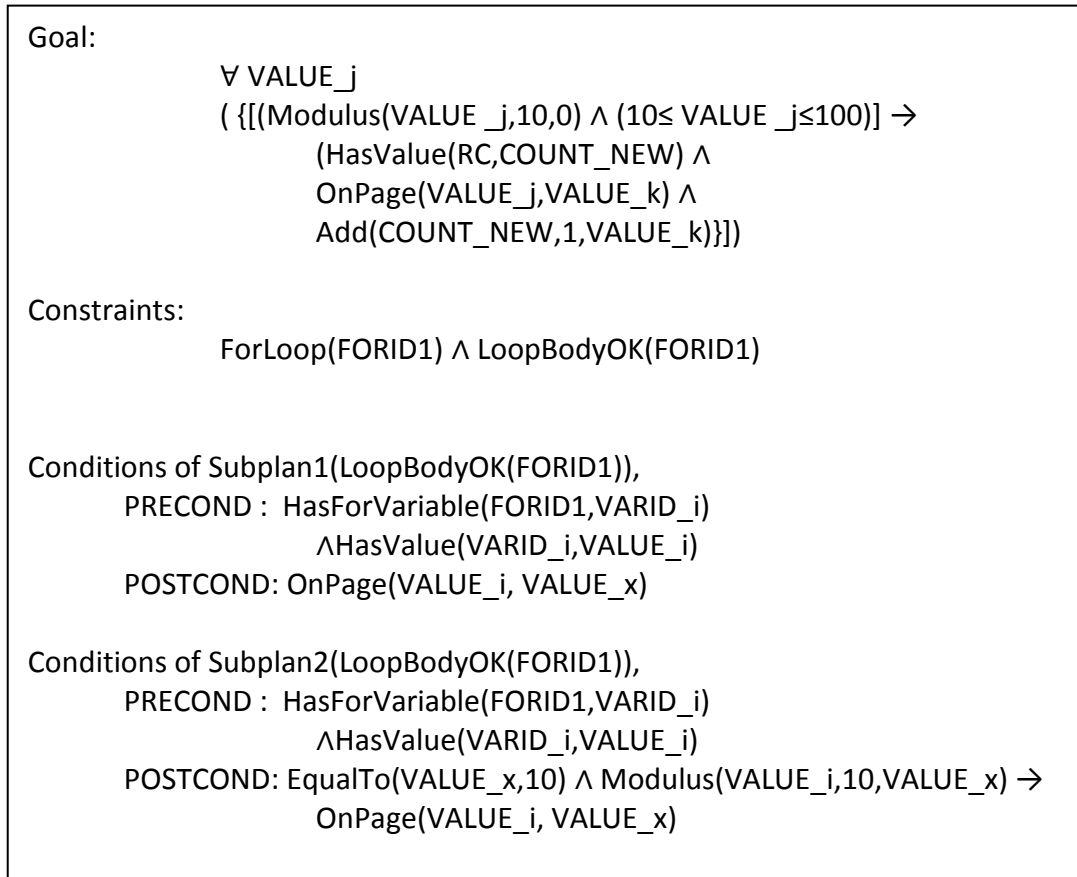 Goal:
∀ VALUE_j
( {[(Modulus(VALUE _j,10,0) ∧ (10≤ VALUE _j≤100)] →
(HasValue(RC,COUNT_NEW) ∧
OnPage(VALUE_j,VALUE_k) ∧
Add(COUNT_NEW,1,VALUE_k)}])
Constraints:
ForLoop(FORID1) ∧ LoopBodyOK(FORID1)
Conditions of Subplan1(LoopBodyOK(FORID1)),
PRECOND : HasForVariable(FORID1,VARID_i)
∧HasValue(VARID_i,VALUE_i)
POSTCOND: OnPage(VALUE_i, VALUE_x)
Conditions of Subplan2(LoopBodyOK(FORID1)),
PRECOND : HasForVariable(FORID1,VARID_i)
∧HasValue(VARID_i,VALUE_i)
POSTCOND: EqualTo(VALUE_x,10) ∧ Modulus(VALUE_i,10,VALUE_x) →
OnPage(VALUE_i, VALUE_x)